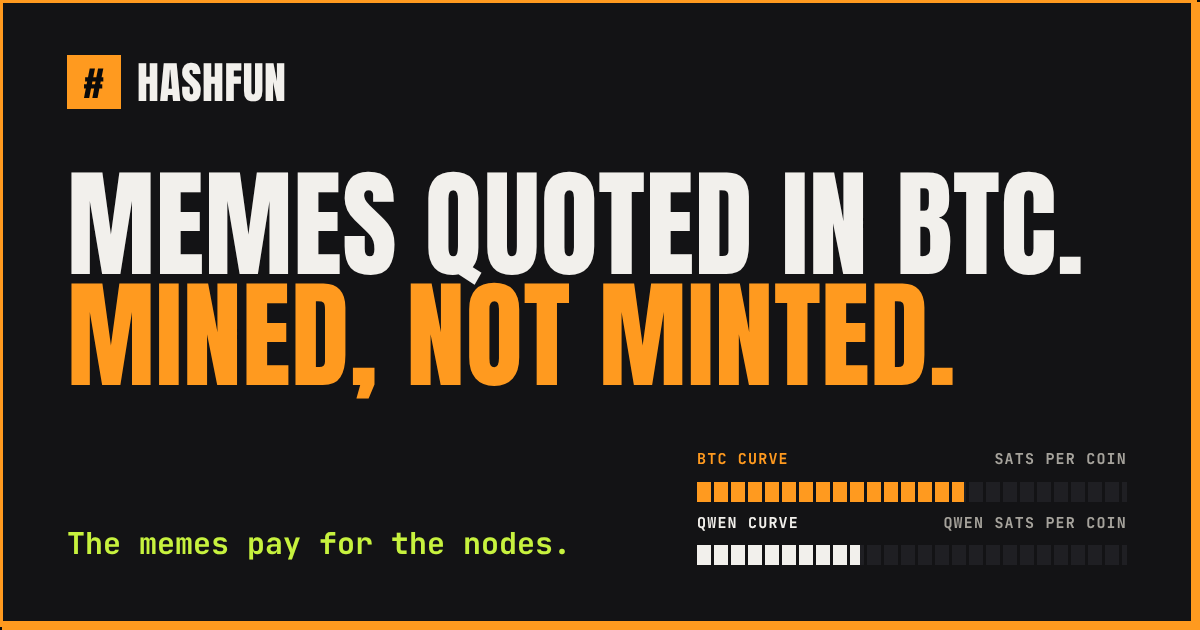 # HASHFUN
MEMES QUOTED IN BTC.
MINED, NOT MINTED.
BTC CURVE SATS PER COIN
QWEN CURVE QWEN SATS PER COIN
The memes pay for the nodes.